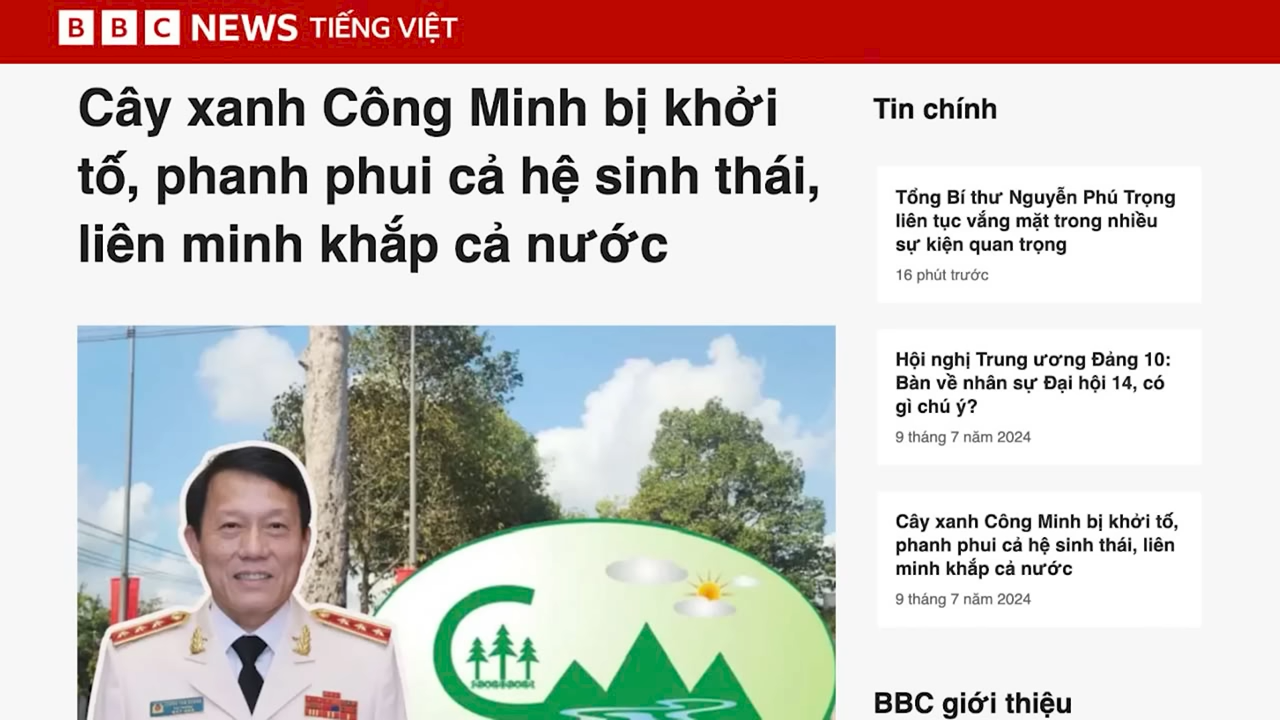 BBC NEWS TIẾNG VIỆT
Cây xanh Công Minh bị khởi
tố, phanh phui cả hệ sinh thái,
liên minh khắp cả nước
Tin chính
Tổng Bí thư Nguyễn Phú Trọng
liên tục vắng mặt trong nhiều
sự kiện quan trọng
16 phút trước
Hội nghị Trung ương Đảng 10:
Bàn về nhân sự Đại hội 14, có
gì chú ý?
9 tháng 7 năm 2024
Cây xanh Công Minh bị khởi tố,
phanh phui cả hệ sinh thái, liên
minh khắp cả nước
9 tháng 7 năm 2024
BBC giới thiệu